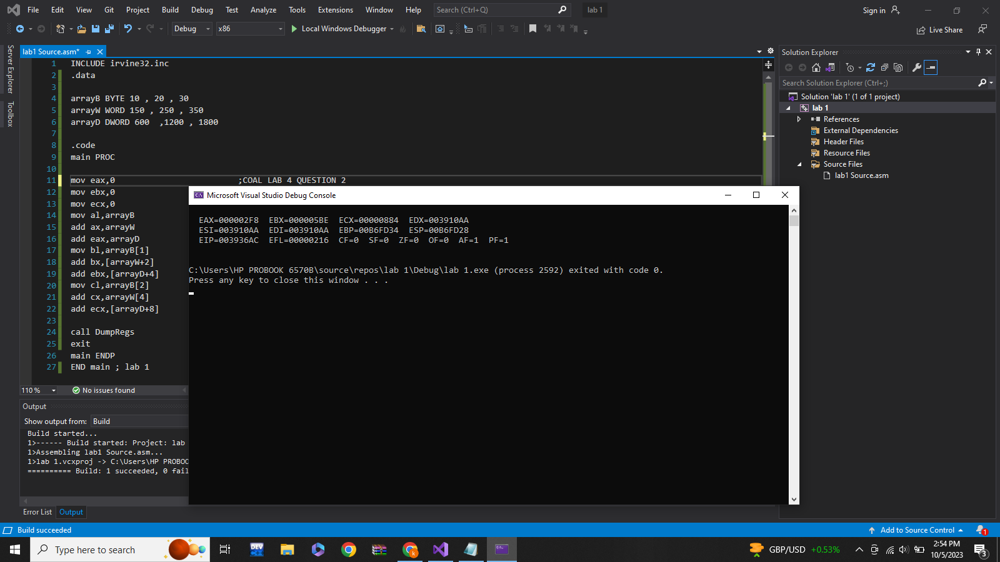 File Edit View Git Project Build Debug Test Analyze Tools Extensions Window Help Search (Ctrl+Q) lab 1 Sign in
Debug x86 Local Windows Debugger Live Share
Server Explorer
Toolbox
lab1 Source.asm*
1 INCLUDE irvine32.inc
2 .data
3
4 arrayB BYTE 10 , 20 , 30
5 arrayW WORD 150 , 250 , 350
6 arrayD DWORD 600  ,1200 , 1800
7
8 .code
9 main PROC
10
11 mov eax,0 ;COAL LAB 4 QUESTION 2
12 mov ebx,0
13 mov ecx,0
14 mov al,arrayB
15 add ax,arrayW
16 add eax,arrayD
17 mov bl,arrayB[1]
18 add bx,[arrayW+2]
19 add ebx,[arrayD+4]
20 mov cl,arrayB[2]
21 add cx,arrayW[4]
22 add ecx,[arrayD+8]
23
24 call DumpRegs
25 exit
26 main ENDP
27 END main ; lab 1
110 % No issues found
Output
Show output from: Build
Build started...
1>------ Build started: Project: lab
1>Assembling lab1 Source.asm...
1>lab 1.vcxproj -> C:\Users\HP PROBOO
========== Build: 1 succeeded, 0 fail
Error List Output
Microsoft Visual Studio Debug Console
EAX=000002F8 EBX=000005BE ECX=00000884 EDX=003910AA
ESI=003910AA EDI=003910AA EBP=00B6FD34 ESP=00B6FD28
EIP=003936AC EFL=00000216 CF=0 SF=0 ZF=0 OF=0 AF=1 PF=1
C:\Users\HP PROBOOK 6570B\source\repos\lab 1\Debug\lab 1.exe (process 2592) exited with code 0.
Press any key to close this window . . .
Solution Explorer
Search Solution Explorer (Ctrl+;)
Solution 'lab 1' (1 of 1 project)
lab 1
References
External Dependencies
Header Files
Resource Files
Source Files
lab1 Source.asm
Build succeeded Add to Source Control 1
Type here to search DEV GBP/USD +0.53% 2:54 PM
10/5/2023 3